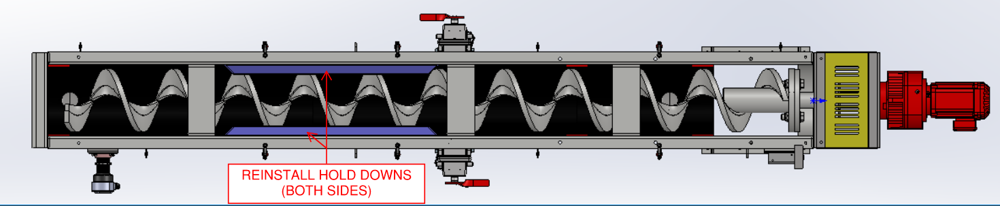 REINSTALL HOLD DOWNS
(BOTH SIDES)